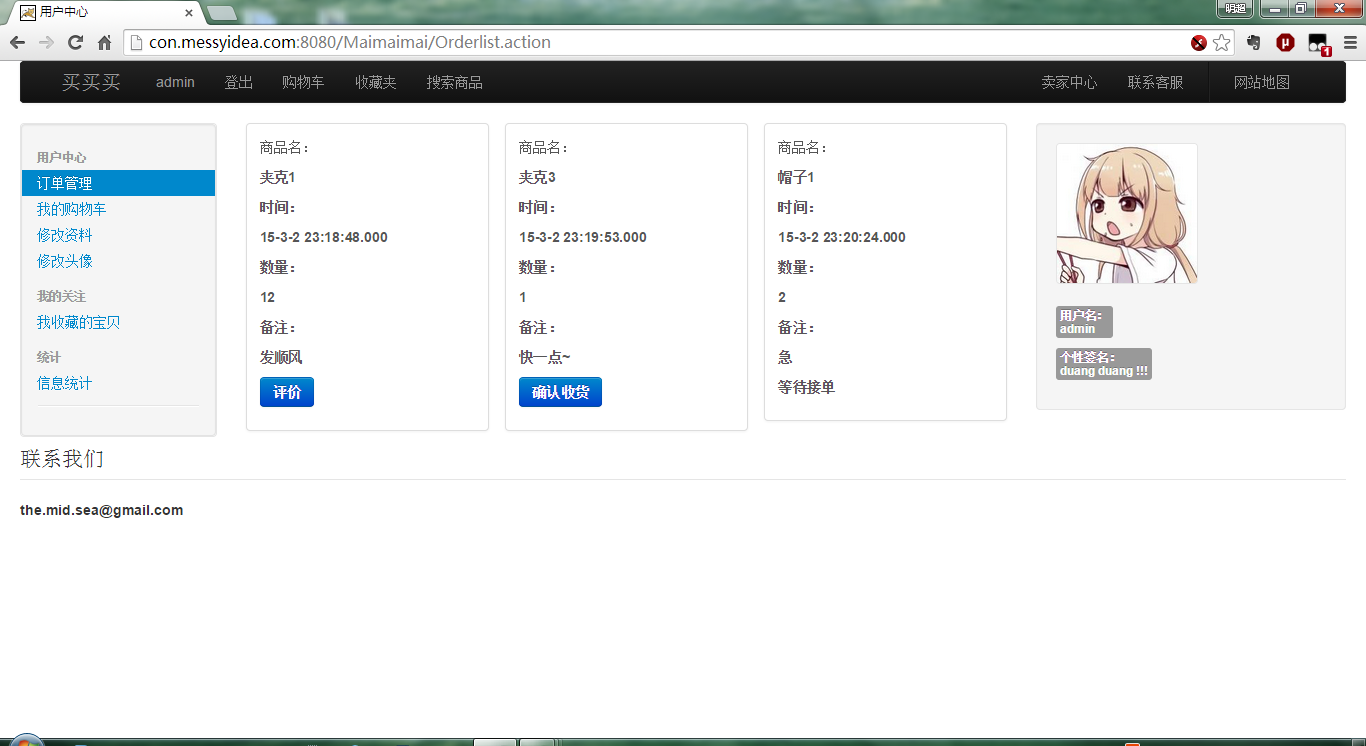 用户中心
明超
con.messyidea.com:8080/Maimaimai/Orderlist.action
1
买买买 admin 登出 购物车 收藏夹 搜索商品 卖家中心 联系客服 网站地图
用户中心
订单管理
我的购物车
修改资料
修改头像
我的关注
我收藏的宝贝
统计
信息统计
商品名：
夹克1
时间：
15-3-2 23:18:48.000
数量：
12
备注：
发顺风
评价
商品名：
夹克3
时间：
15-3-2 23:19:53.000
数量：
1
备注：
快一点~
确认收货
商品名：
帽子1
时间：
15-3-2 23:20:24.000
数量：
2
备注：
急
等待接单
用户名：
admin
个性签名：
duang duang !!!
联系我们
the.mid.sea@gmail.com